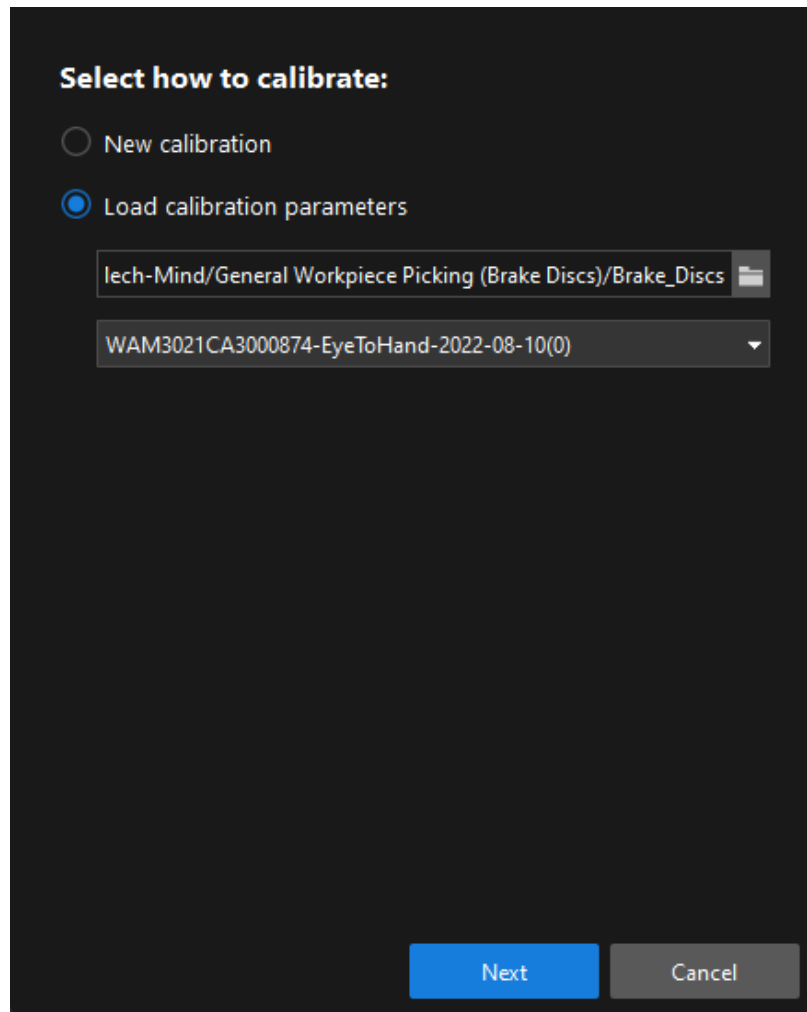 Select how to calibrate:
New calibration
Load calibration parameters
lech-Mind/General Workpiece Picking (Brake Discs)/Brake_Discs
WAM3021CA3000874-EyeToHand-2022-08-10(0)
Next Cancel